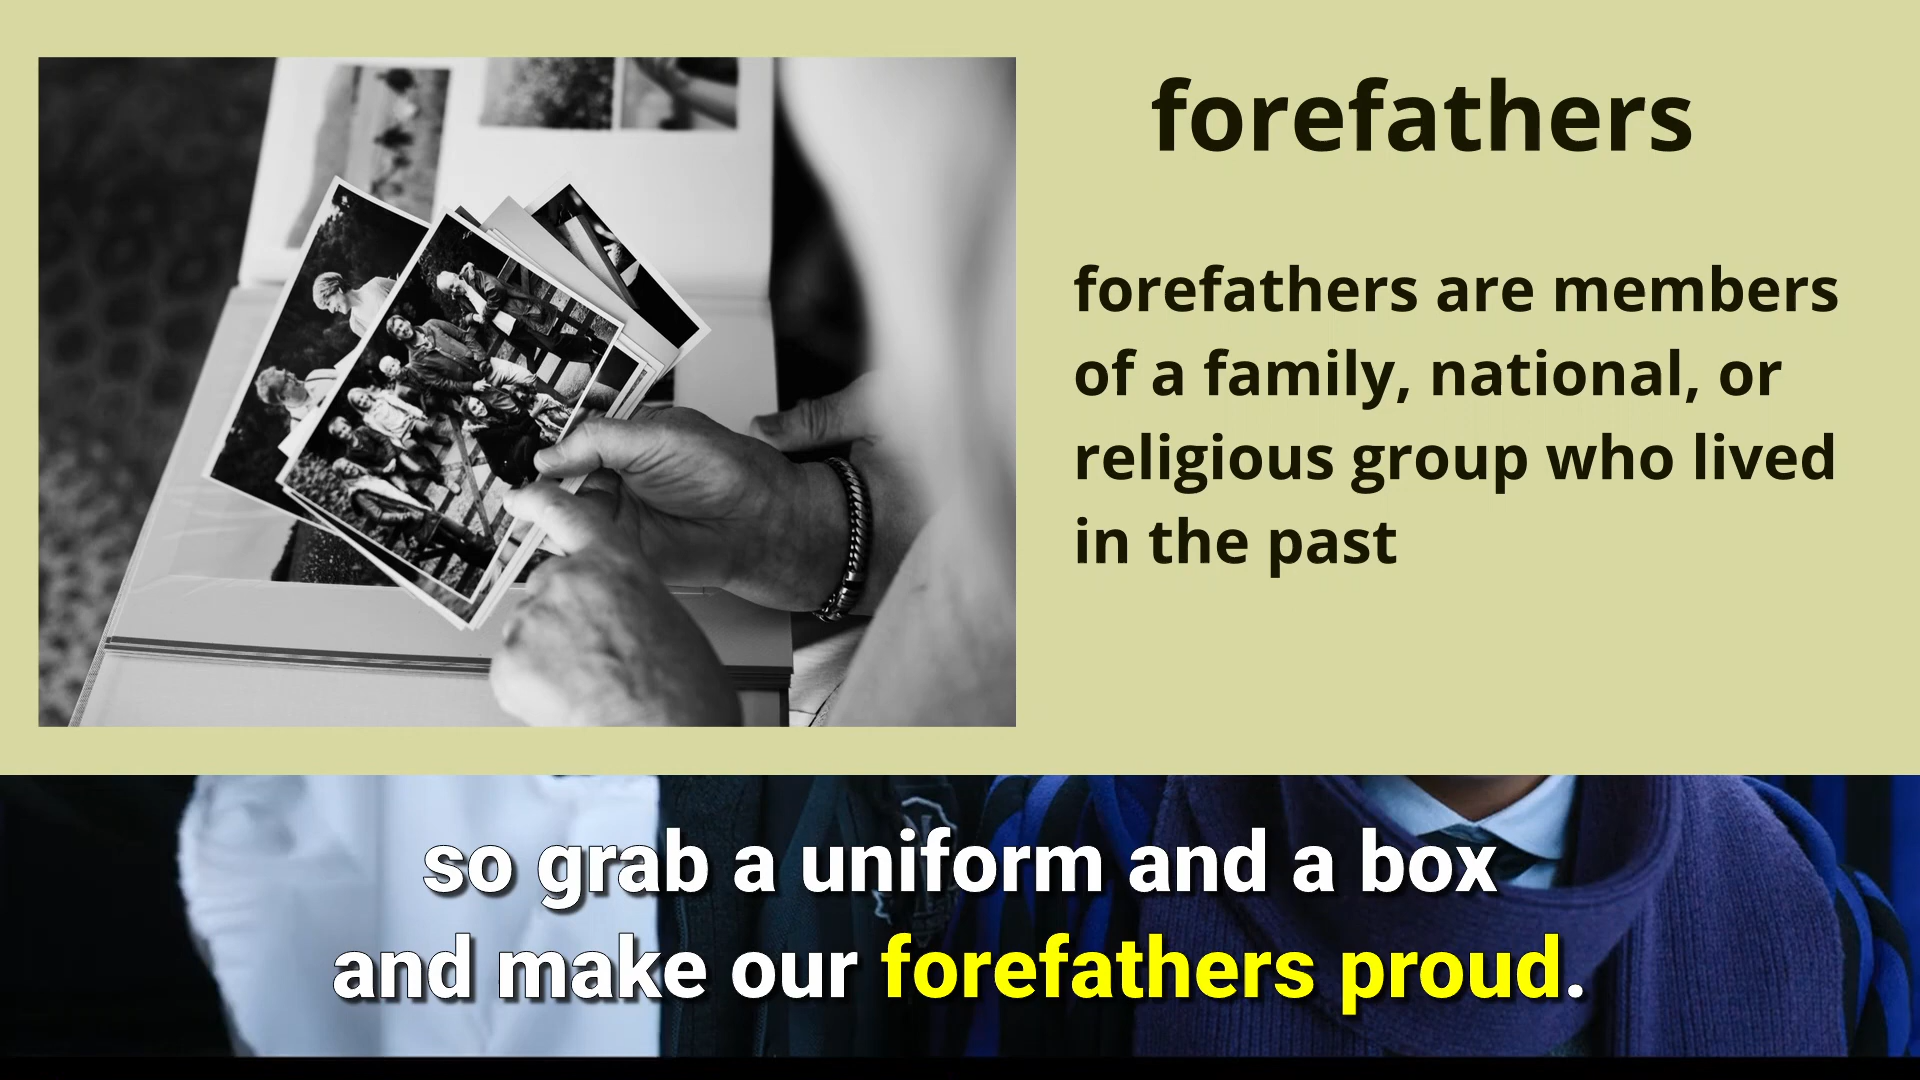 forefathers
forefathers are members
of a family, national, or
religious group who lived
in the past
so grab a uniform and a box
and make our forefathers proud.